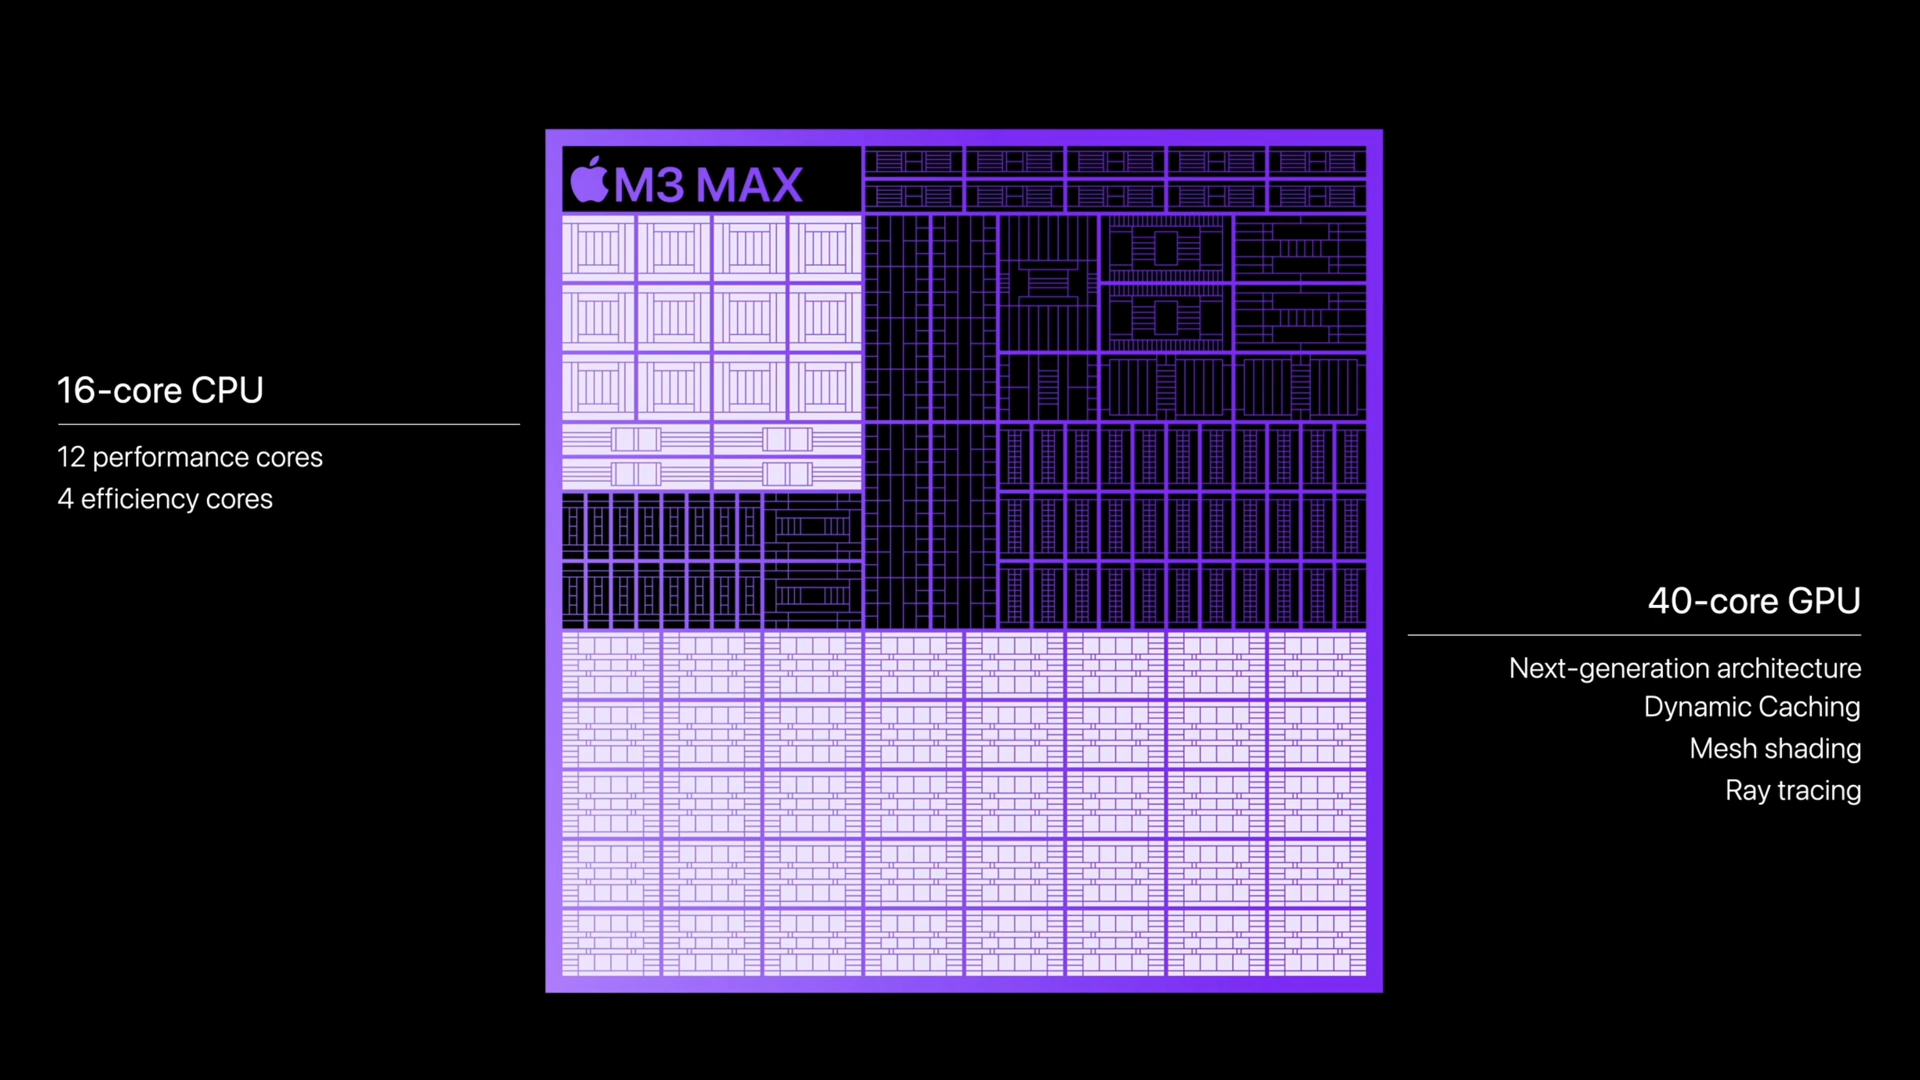 M3 MAX
16-core CPU
12 performance cores
4 efficiency cores
40-core GPU
Next-generation architecture
Dynamic Caching
Mesh shading
Ray tracing